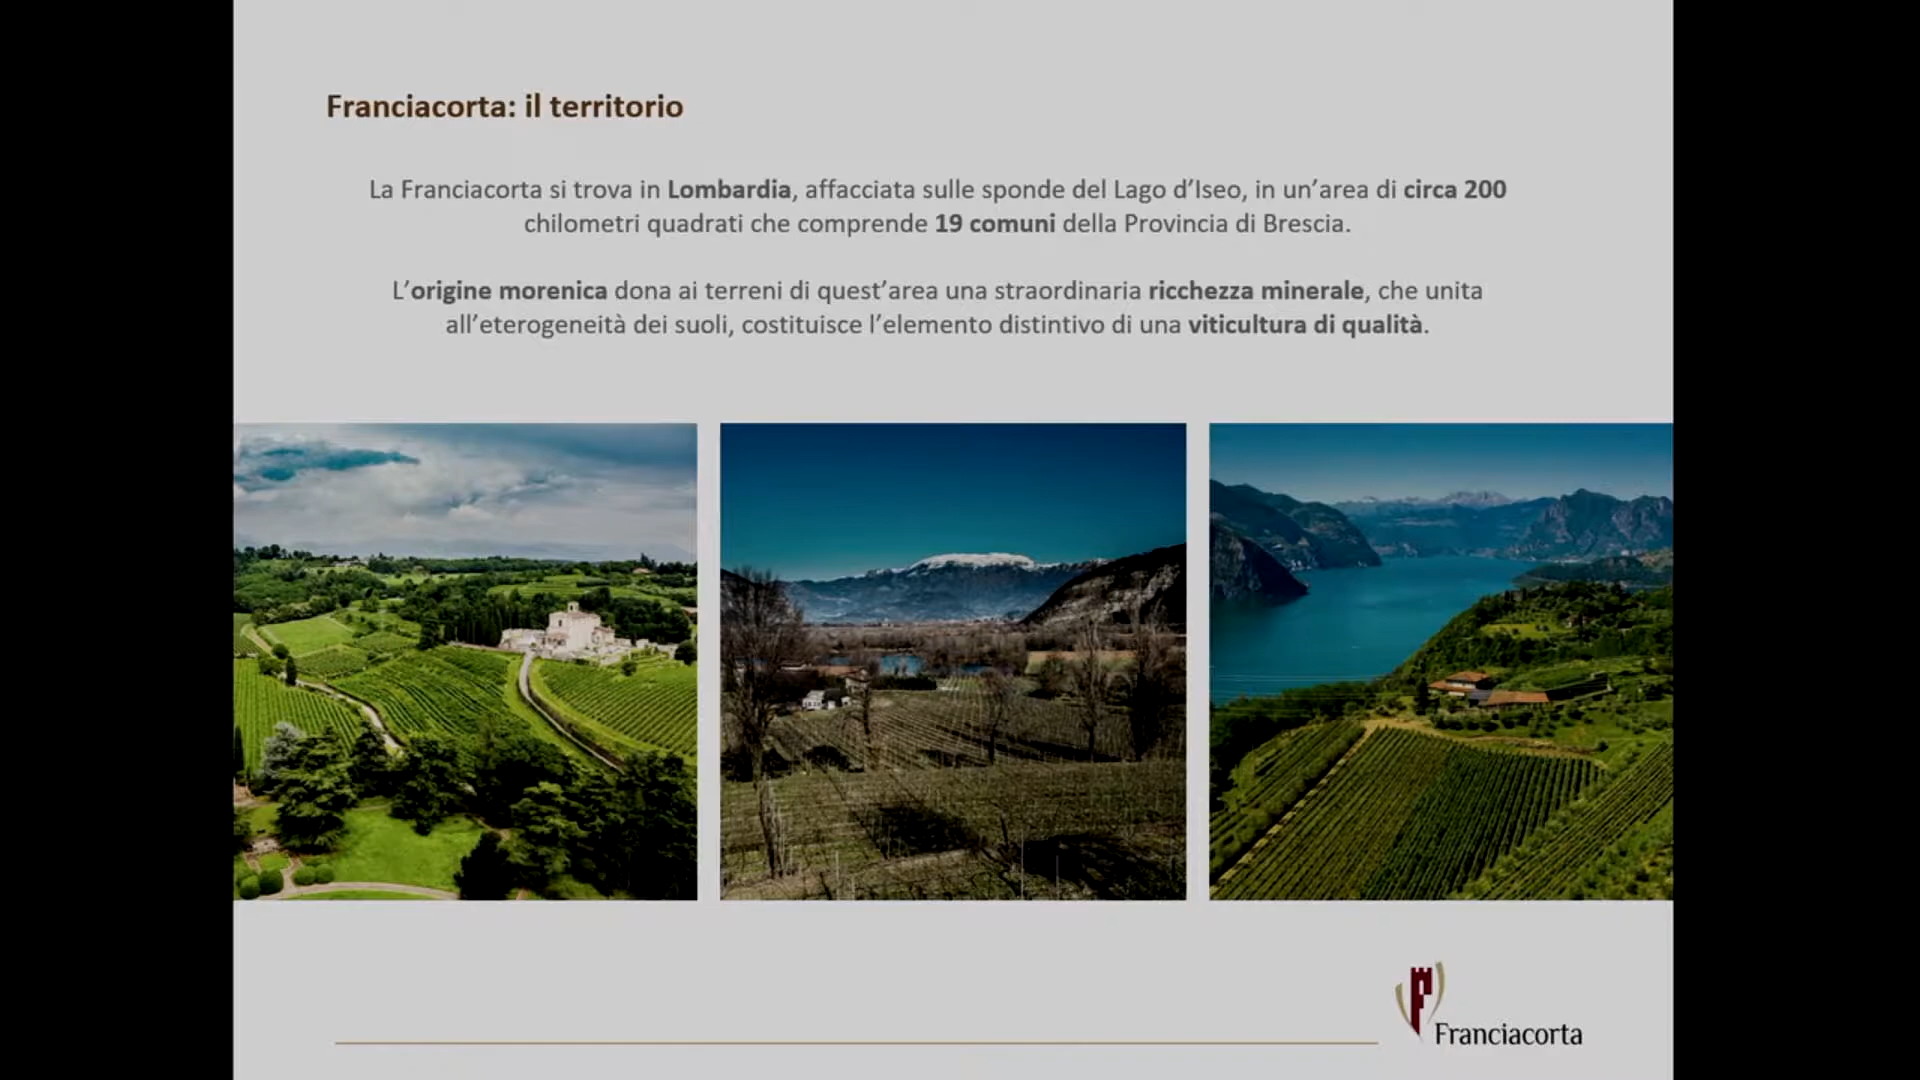 Franciacorta: il territorio
La Franciacorta si trova in Lombardia, affacciata sulle sponde del Lago d’Iseo, in un’area di circa 200
chilometri quadrati che comprende 19 comuni della Provincia di Brescia.
L’origine morenica dona ai terreni di quest’area una straordinaria ricchezza minerale, che unita
all’eterogeneità dei suoli, costituisce l’elemento distintivo di una viticultura di qualità.
Franciacorta